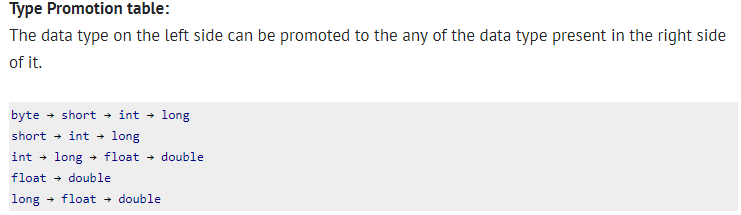 Type Promotion table:
The data type on the left side can be promoted to the any of the data type present in the right side
of it.
byte → short → int → long
short → int → long
int → long → float → double
float → double
long → float → double